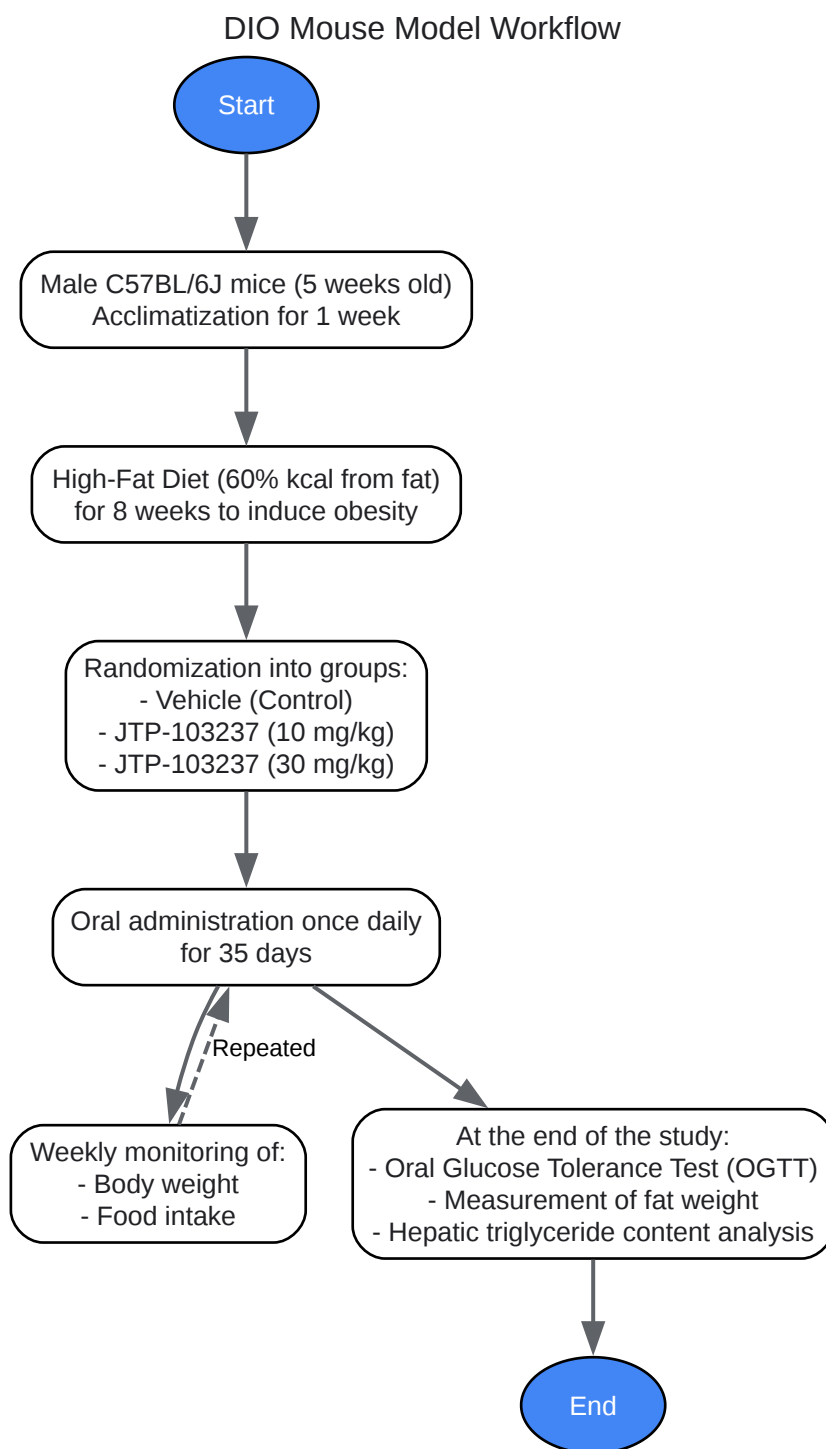 DIO Mouse Model Workflow
Start
Male C57BL/6J mice (5 weeks old)
Acclimatization for 1 week
High-Fat Diet (60% kcal from fat)
for 8 weeks to induce obesity
Randomization into groups:
- Vehicle (Control)
- JTP-103237 (10 mg/kg)
- JTP-103237 (30 mg/kg)
Oral administration once daily
for 35 days
Repeated
Weekly monitoring of:
- Body weight
- Food intake
At the end of the study:
- Oral Glucose Tolerance Test (OGTT)
- Measurement of fat weight
- Hepatic triglyceride content analysis
End